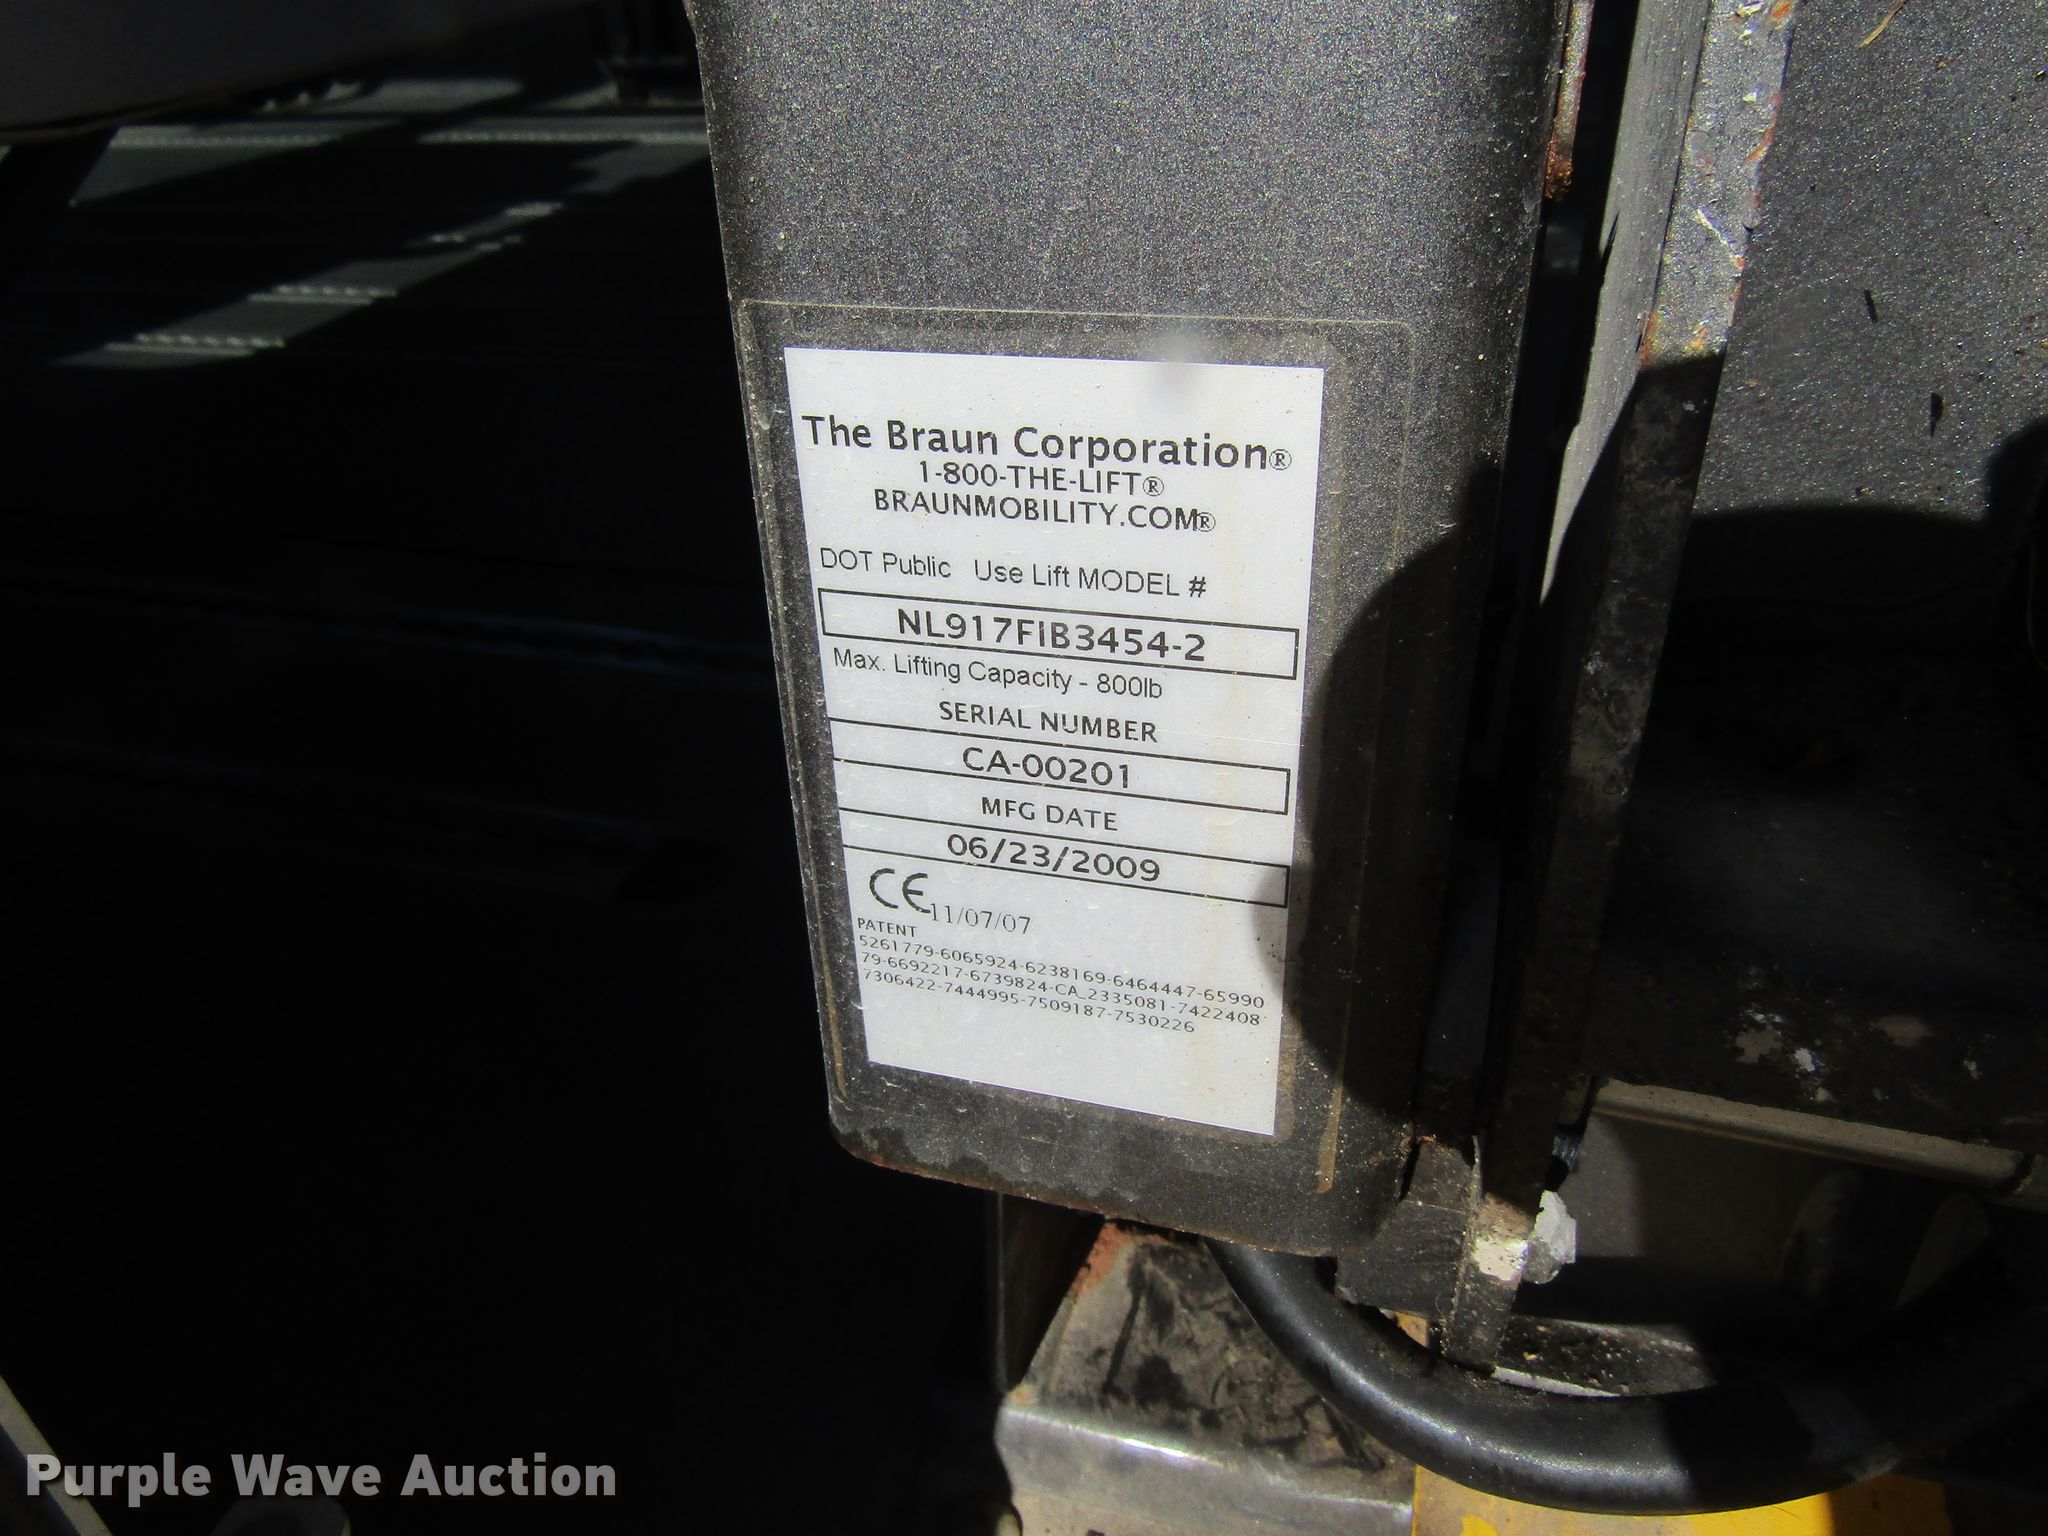 The Braun Corporation®
1-800-THE-LIFT®
BRAUNMOBILITY.COM®
DOT Public Use Lift MODEL #
NL917FIB3454-2
Max. Lifting Capacity - 800lb
SERIAL NUMBER
CA-00201
MFG DATE
06/23/2009
CE 11/07/07
PATENT
5261779-6065924-6238169-6464447-65990
79-6692217-6739824-CA_2335081-7422408
7306422-7444995-7509187-7530226
Purple Wave Auction